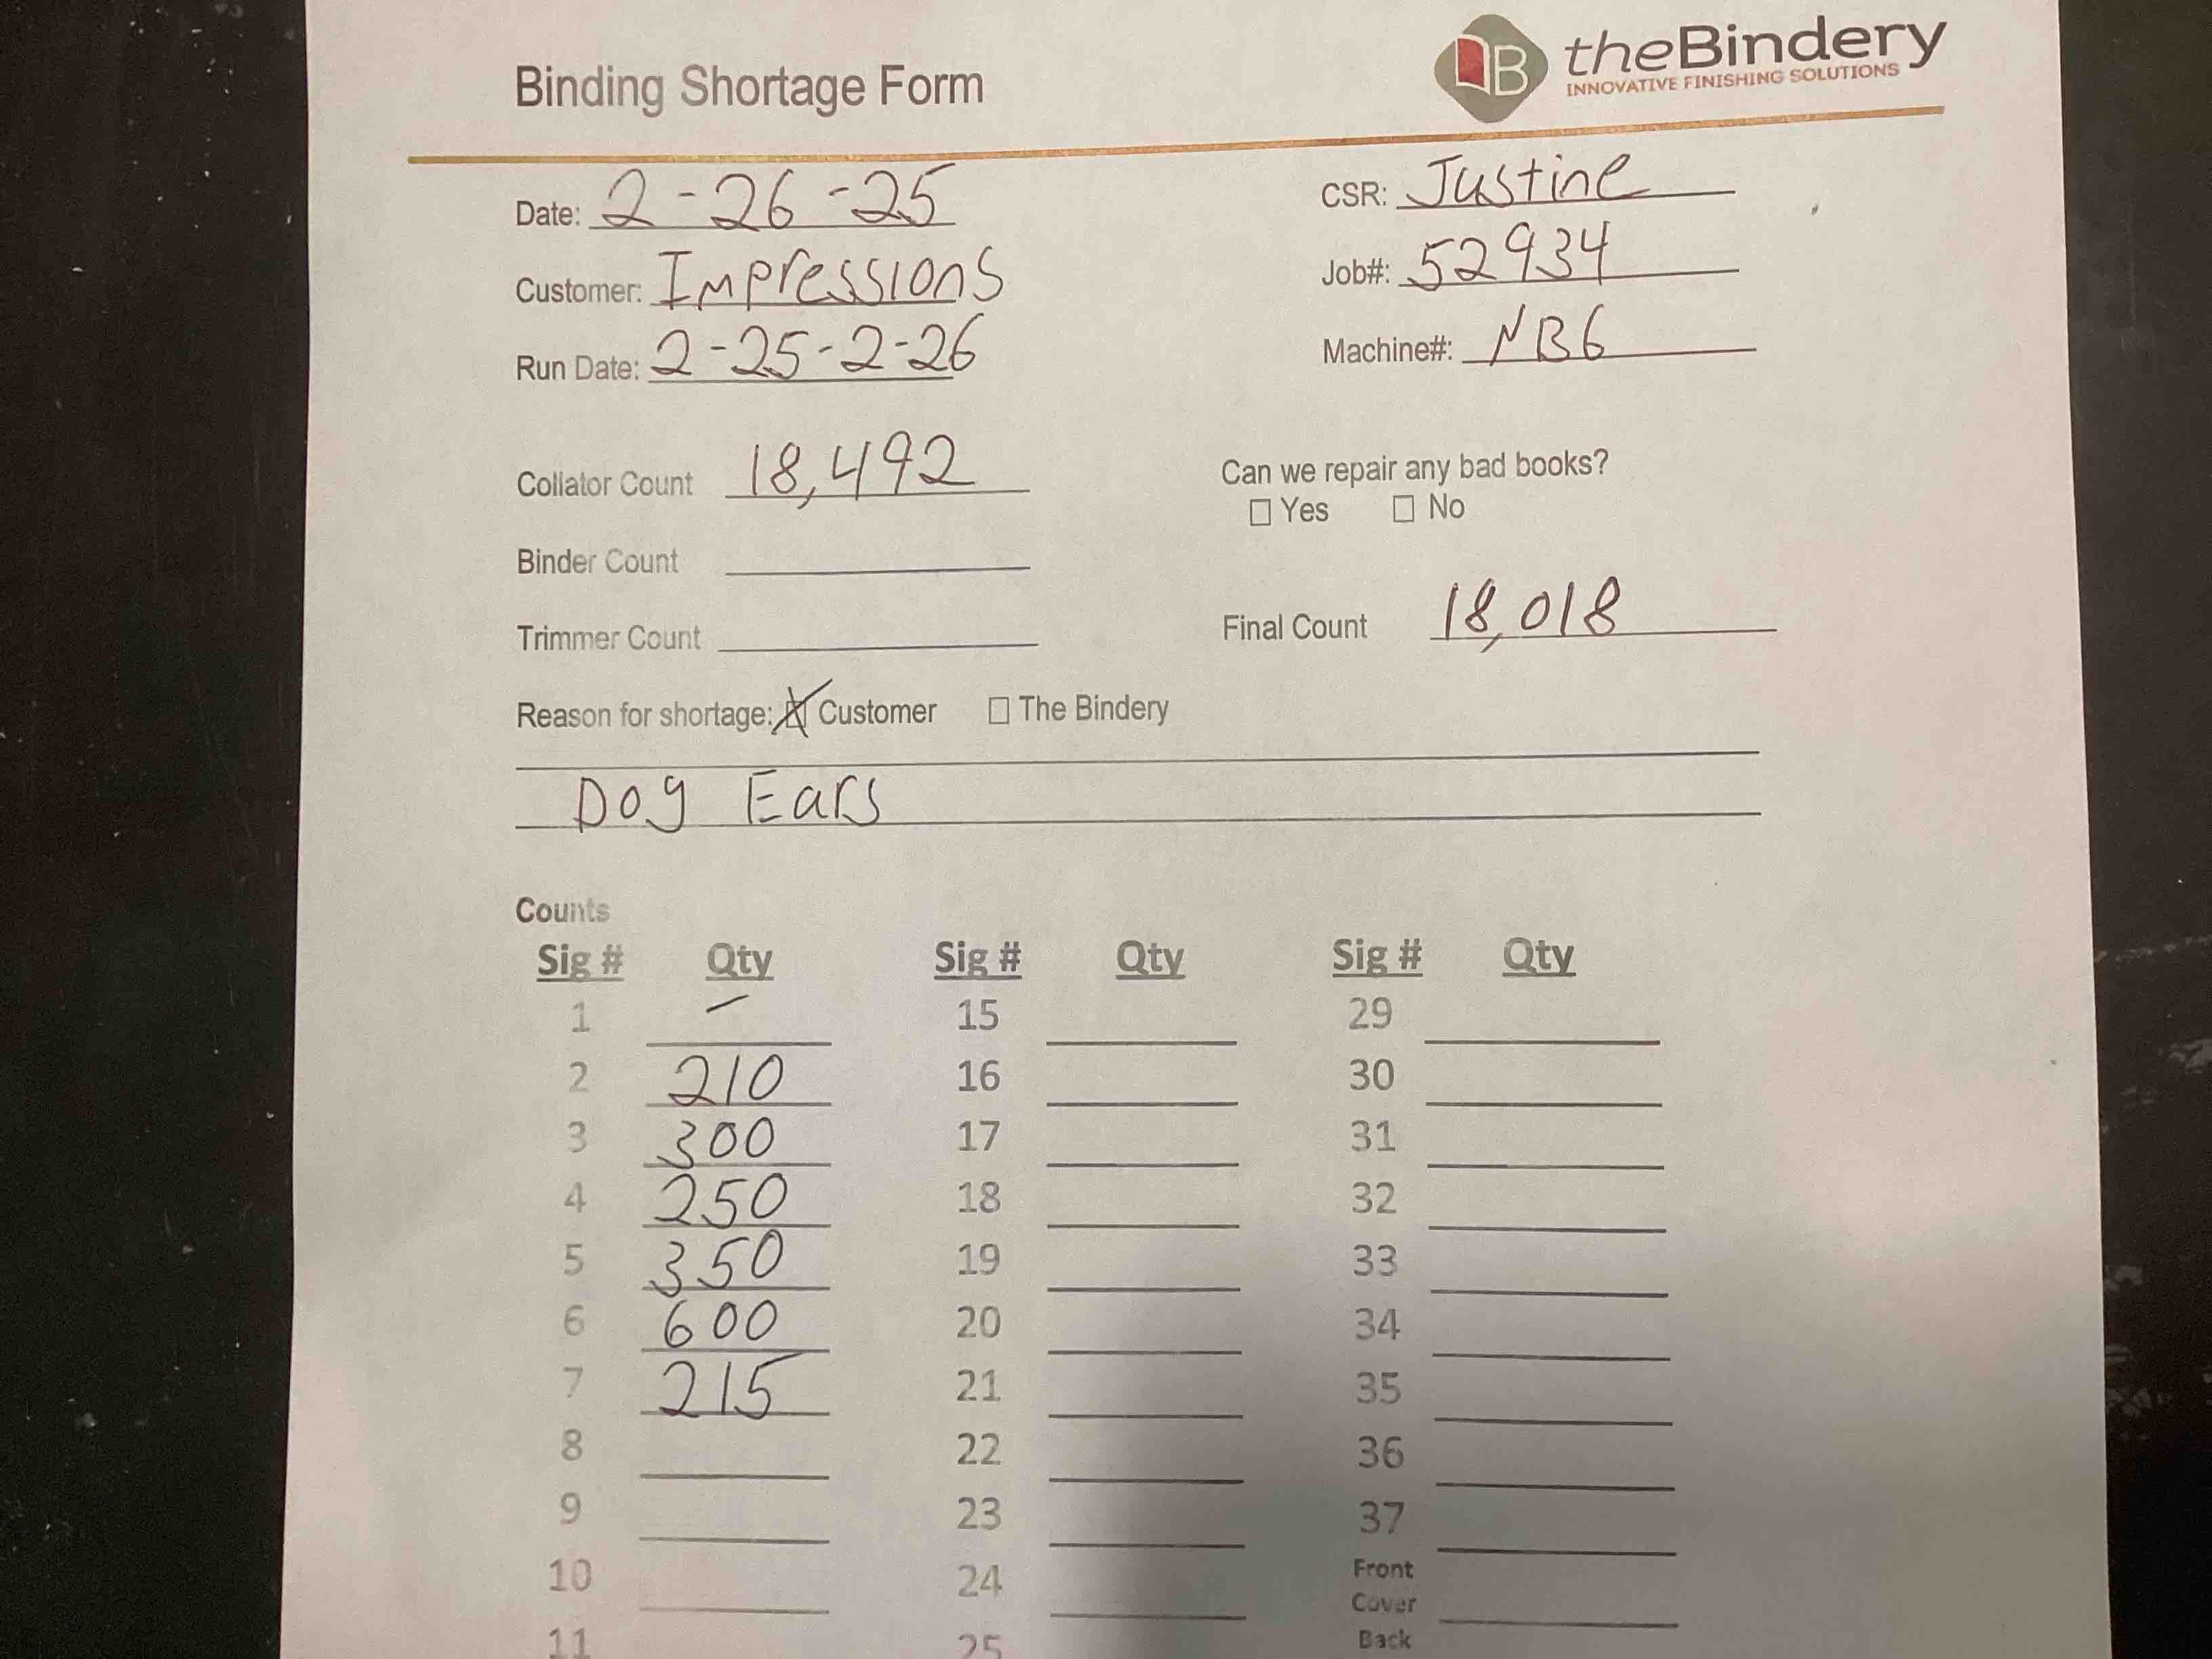 Binding Shortage Form
B theBindery
INNOVATIVE FINISHING SOLUTIONS
Date: 2-26-25
CSR: Justine
Customer: Impressions
Job#: 52934
Run Date: 2-25-2-26
Machine#: NB6
Collator Count 18,492
Can we repair any bad books?
☐ Yes ☐ No
Binder Count
Trimmer Count
Final Count 18,018
Reason for shortage: ☒ Customer ☐ The Bindery
Dog Ears
Counts
Sig # Qty Sig # Qty Sig # Qty
1 - 15 29
2 210 16 30
3 300 17 31
4 250 18 32
5 350 19 33
6 600 20 34
7 215 21 35
8 22 36
9 23 37
10 24 Front Cover
11 25 Back